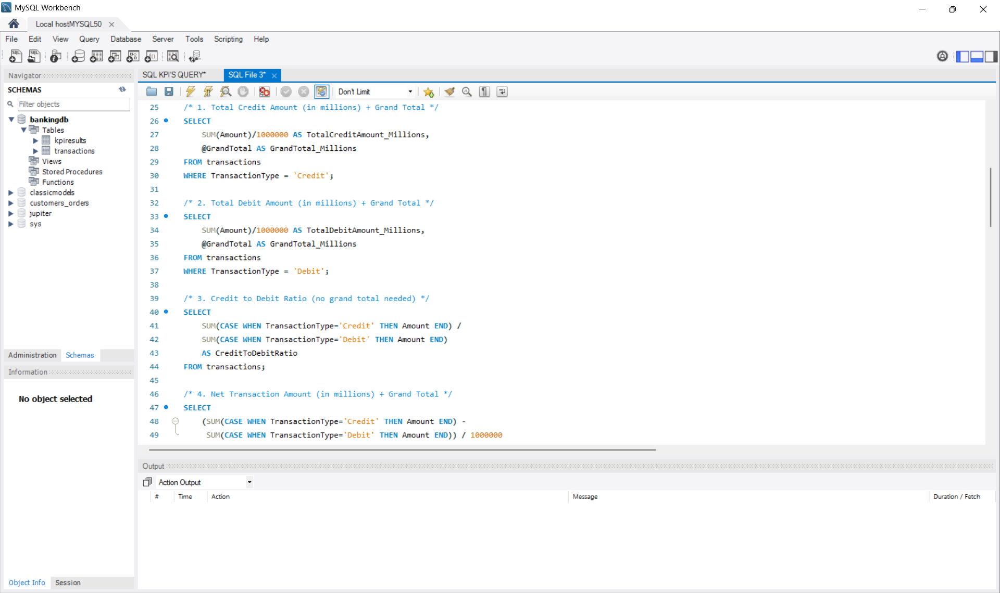 MySQL Workbench
Local hostMYSQL50
File Edit View Query Database Server Tools Scripting Help
Navigator
SCHEMAS
Filter objects
bankingdb
Tables
kpiresults
transactions
Views
Stored Procedures
Functions
classicmodels
customers_orders
jupiter
sys
Administration Schemas
Information
No object selected
Object Info Session
SQL KPI'S QUERY* SQL File 3*
Don't Limit
25 /* 1. Total Credit Amount (in millions) + Grand Total */
26 SELECT
27 SUM(Amount)/1000000 AS TotalCreditAmount_Millions,
28 @GrandTotal AS GrandTotal_Millions
29 FROM transactions
30 WHERE TransactionType = 'Credit';
31
32 /* 2. Total Debit Amount (in millions) + Grand Total */
33 SELECT
34 SUM(Amount)/1000000 AS TotalDebitAmount_Millions,
35 @GrandTotal AS GrandTotal_Millions
36 FROM transactions
37 WHERE TransactionType = 'Debit';
38
39 /* 3. Credit to Debit Ratio (no grand total needed) */
40 SELECT
41 SUM(CASE WHEN TransactionType='Credit' THEN Amount END) /
42 SUM(CASE WHEN TransactionType='Debit' THEN Amount END)
43 AS CreditToDebitRatio
44 FROM transactions;
45
46 /* 4. Net Transaction Amount (in millions) + Grand Total */
47 SELECT
48 (SUM(CASE WHEN TransactionType='Credit' THEN Amount END) -
49 SUM(CASE WHEN TransactionType='Debit' THEN Amount END)) / 1000000
Output
Action Output
# Time Action Message Duration / Fetch